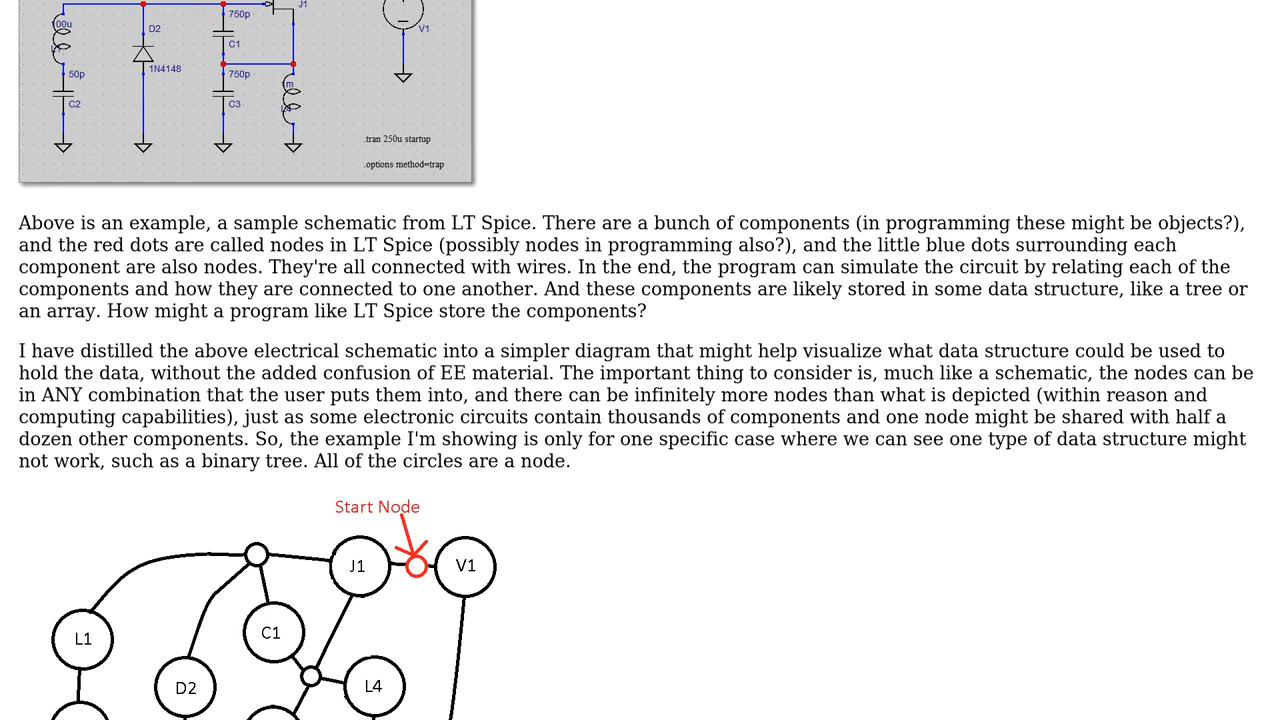 J1
750p
100u
D2
V1
C1
L1
1N4148
50p
750p
1m
C2
C3
L4
.tran 250u startup
.options method=trap
Above is an example, a sample schematic from LT Spice. There are a bunch of components (in programming these might be objects?),
and the red dots are called nodes in LT Spice (possibly nodes in programming also?), and the little blue dots surrounding each
component are also nodes. They're all connected with wires. In the end, the program can simulate the circuit by relating each of the
components and how they are connected to one another. And these components are likely stored in some data structure, like a tree or
an array. How might a program like LT Spice store the components?
I have distilled the above electrical schematic into a simpler diagram that might help visualize what data structure could be used to
hold the data, without the added confusion of EE material. The important thing to consider is, much like a schematic, the nodes can be
in ANY combination that the user puts them into, and there can be infinitely more nodes than what is depicted (within reason and
computing capabilities), just as some electronic circuits contain thousands of components and one node might be shared with half a
dozen other components. So, the example I'm showing is only for one specific case where we can see one type of data structure might
not work, such as a binary tree. All of the circles are a node.
Start Node
J1
V1
L1
C1
D2
L4